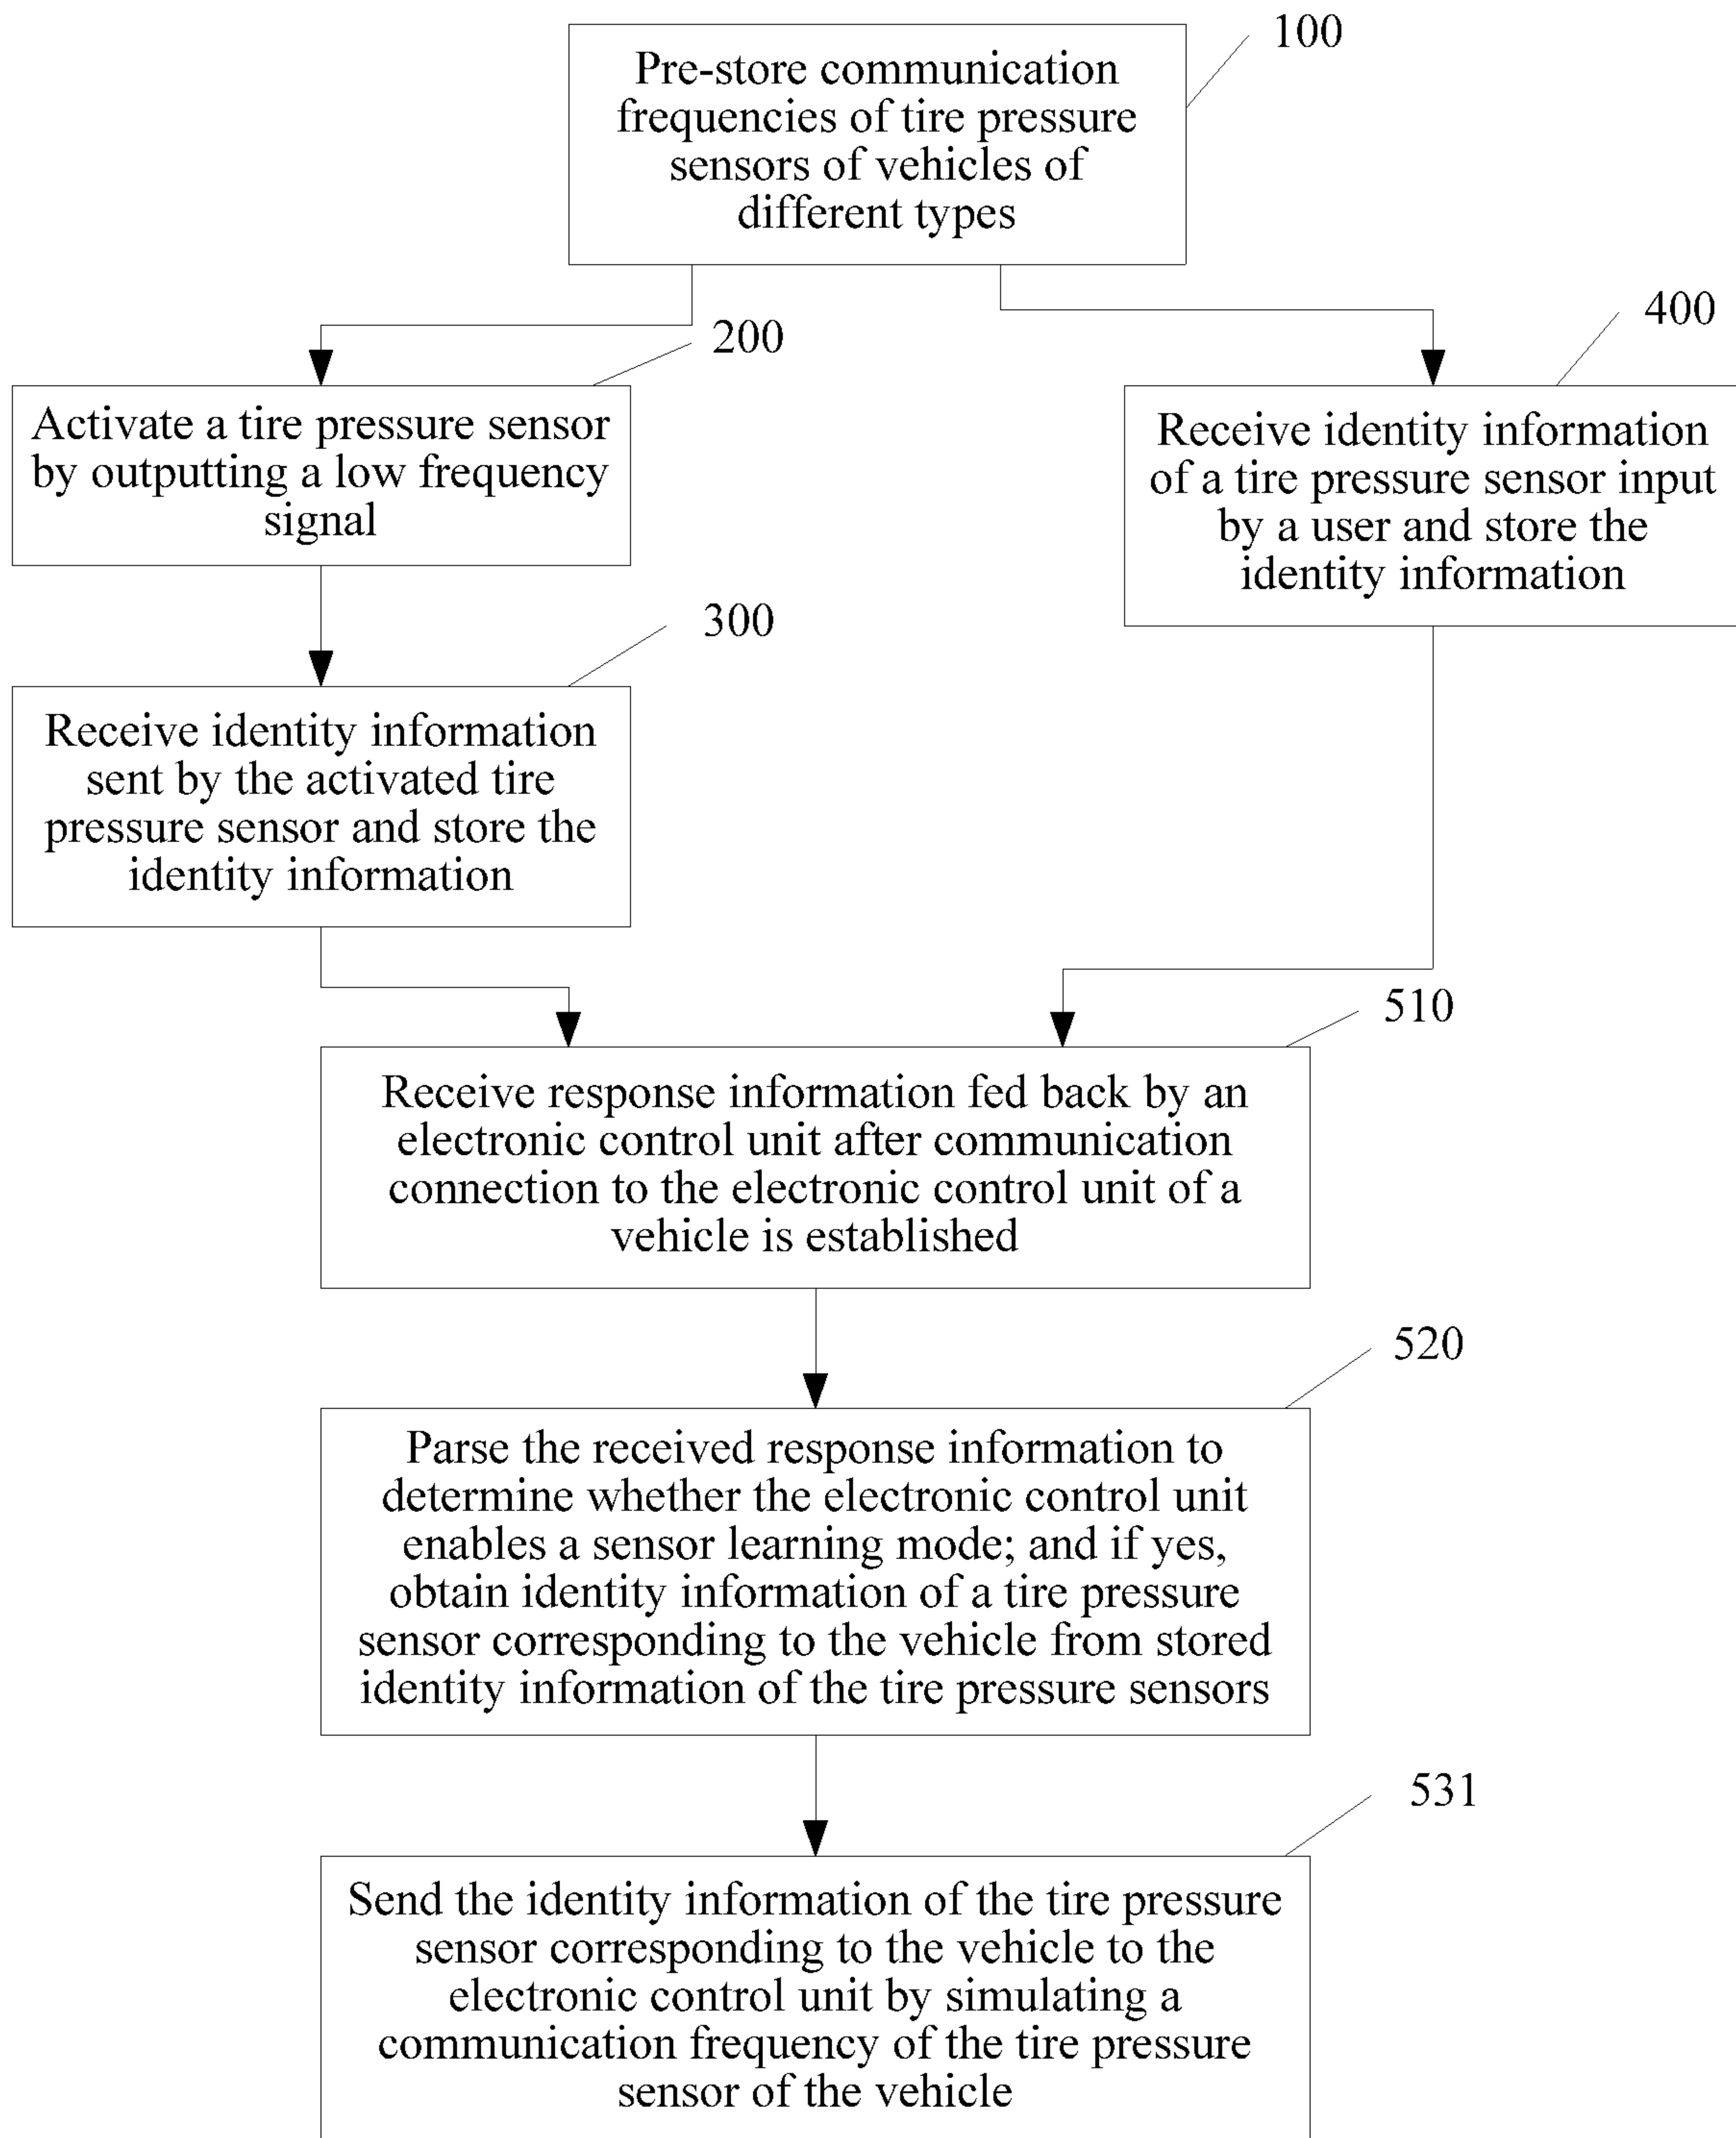 100
Pre-store communication
frequencies of tire pressure
sensors of vehicles of
different types
200
400
Activate a tire pressure sensor
by outputting a low frequency
signal
Receive identity information
of a tire pressure sensor input
by a user and store the
identity information
300
Receive identity information
sent by the activated tire
pressure sensor and store the
identity information
510
Receive response information fed back by an
electronic control unit after communication
connection to the electronic control unit of a
vehicle is established
520
Parse the received response information to
determine whether the electronic control unit
enables a sensor learning mode; and if yes,
obtain identity information of a tire pressure
sensor corresponding to the vehicle from stored
identity information of the tire pressure sensors
531
Send the identity information of the tire pressure
sensor corresponding to the vehicle to the
electronic control unit by simulating a
communication frequency of the tire pressure
sensor of the vehicle